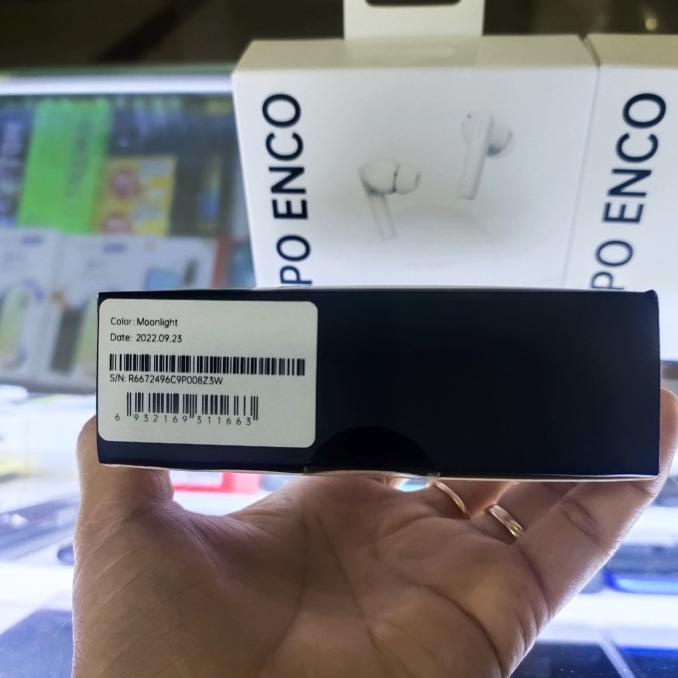 PO ENCO
PO ENCO
Color: Moonlight
Date: 2022.09.23
S/N: R6672496C9P008Z3W
6 932169 311663